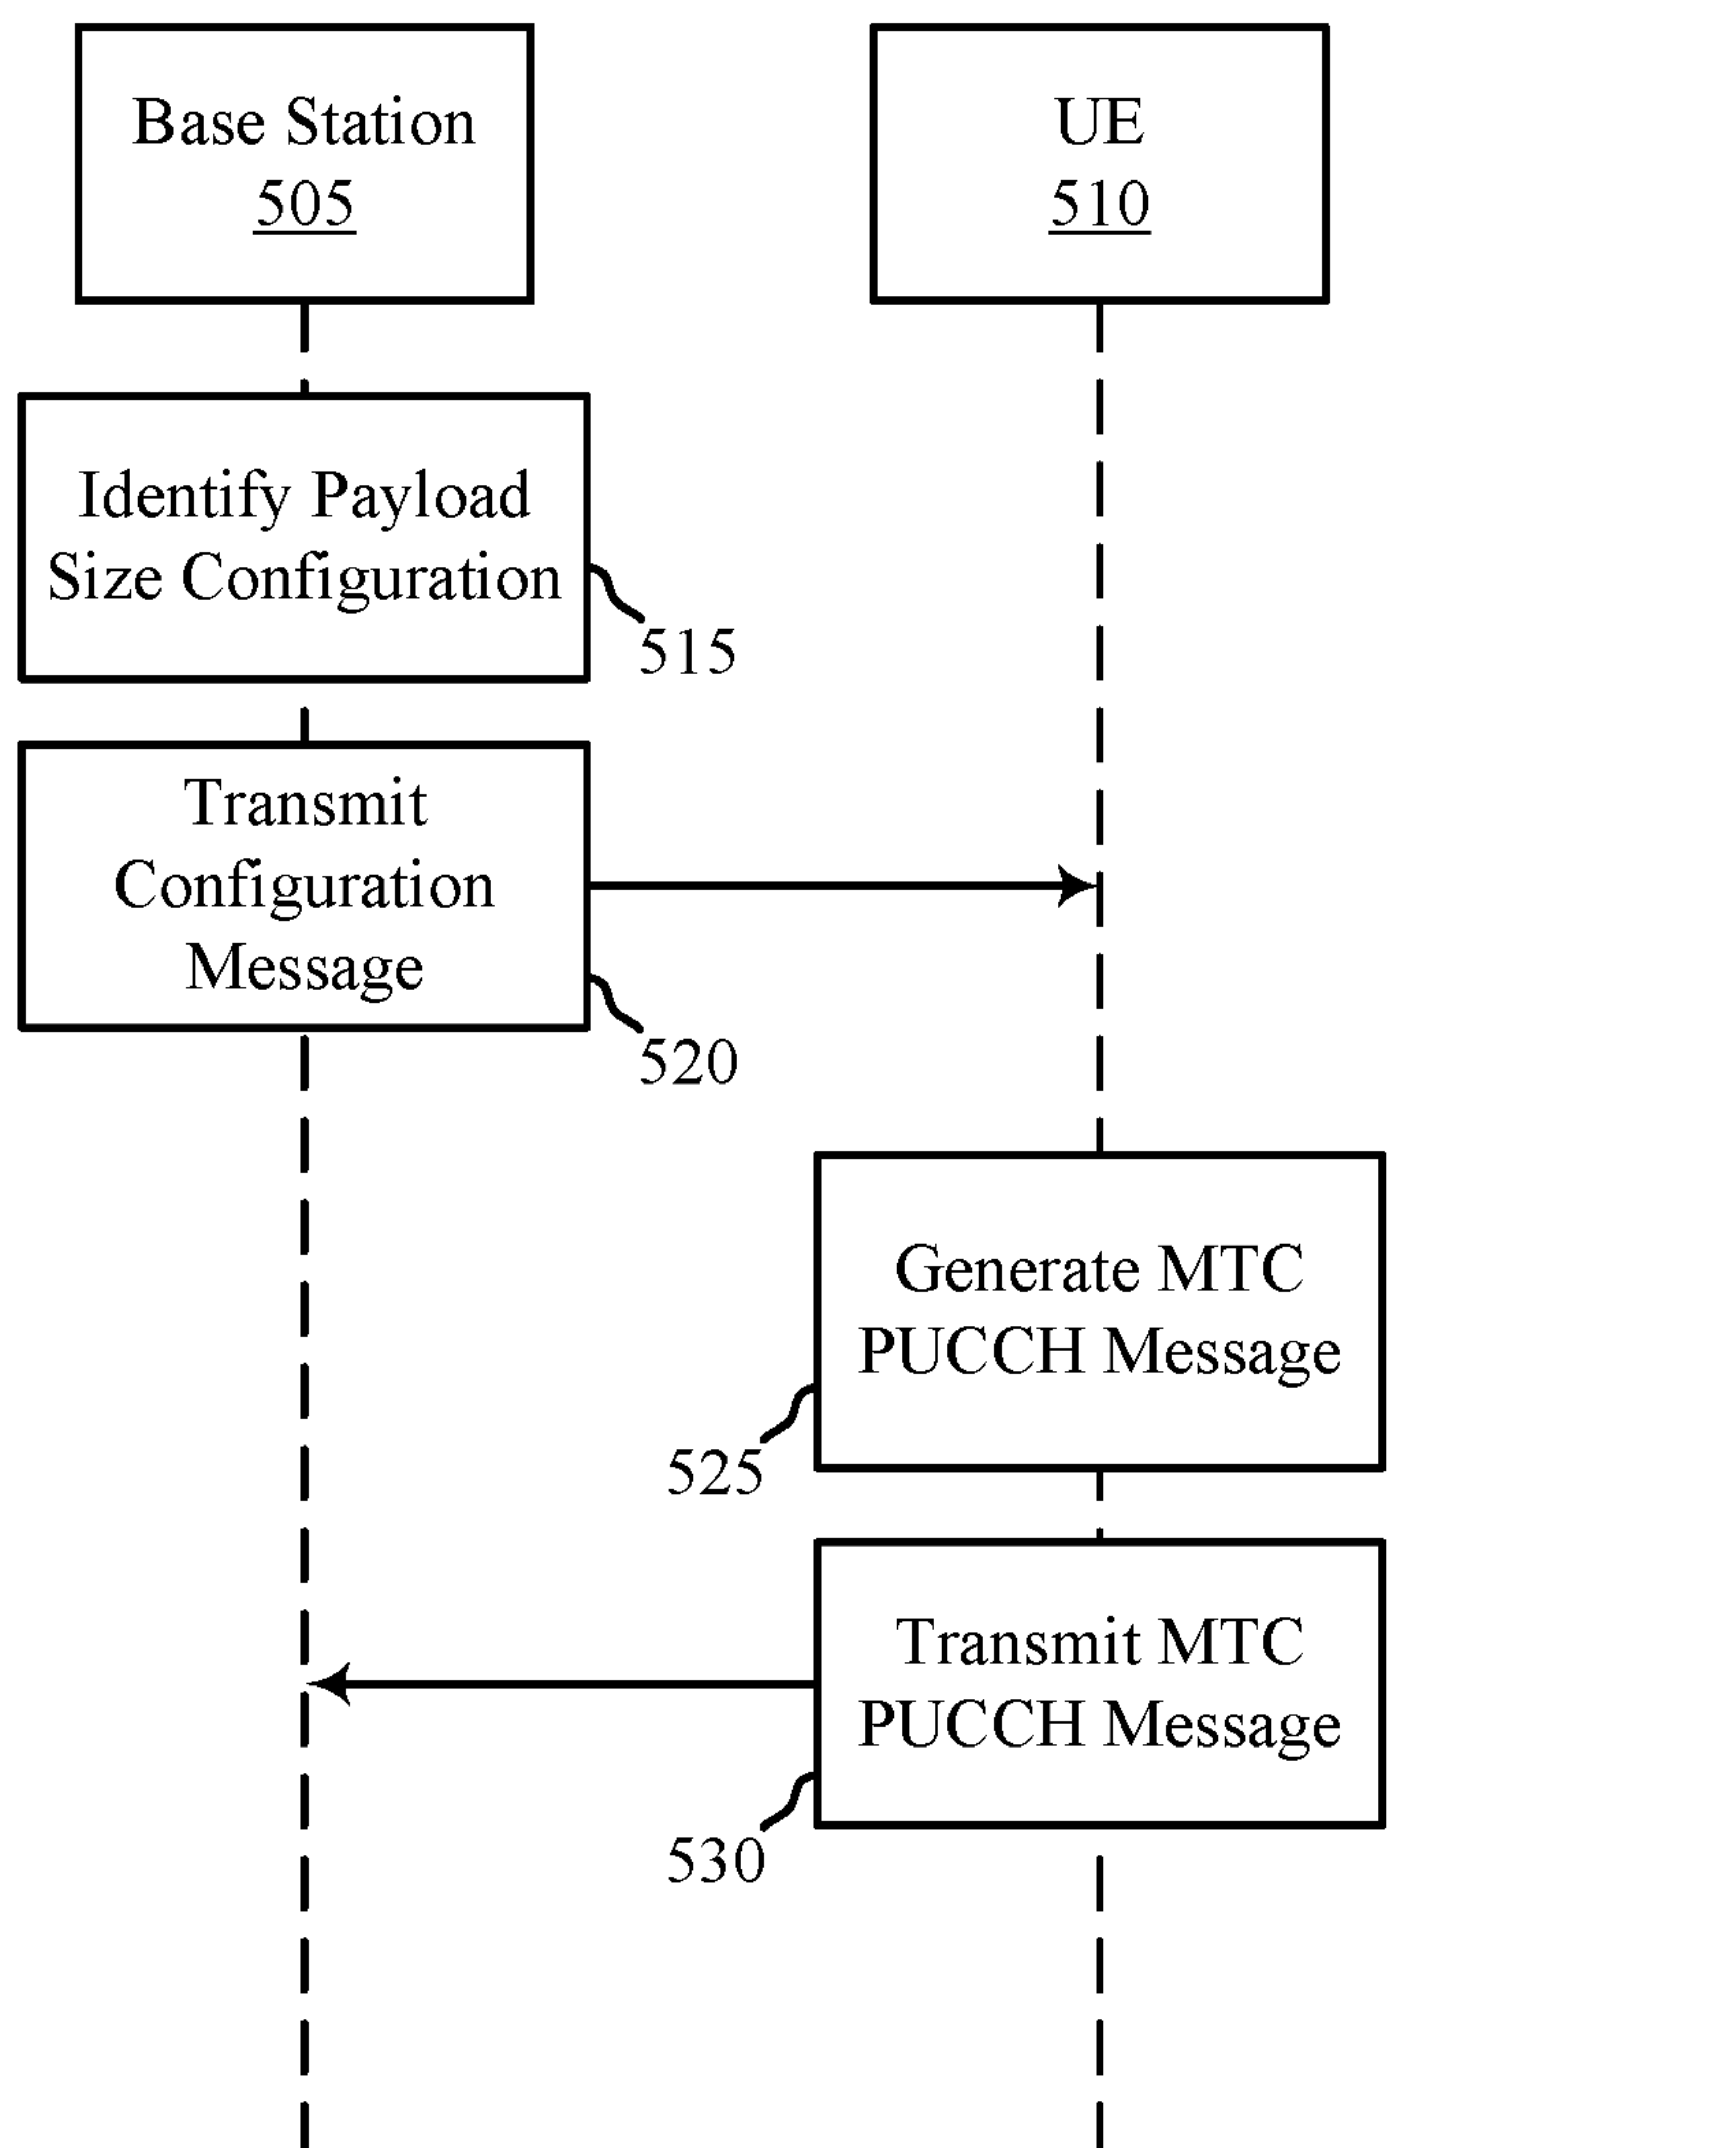 Base Station
505
UE
510
Identify Payload
Size Configuration
515
Transmit
Configuration
Message
520
Generate MTC
PUCCH Message
525
Transmit MTC
PUCCH Message
530